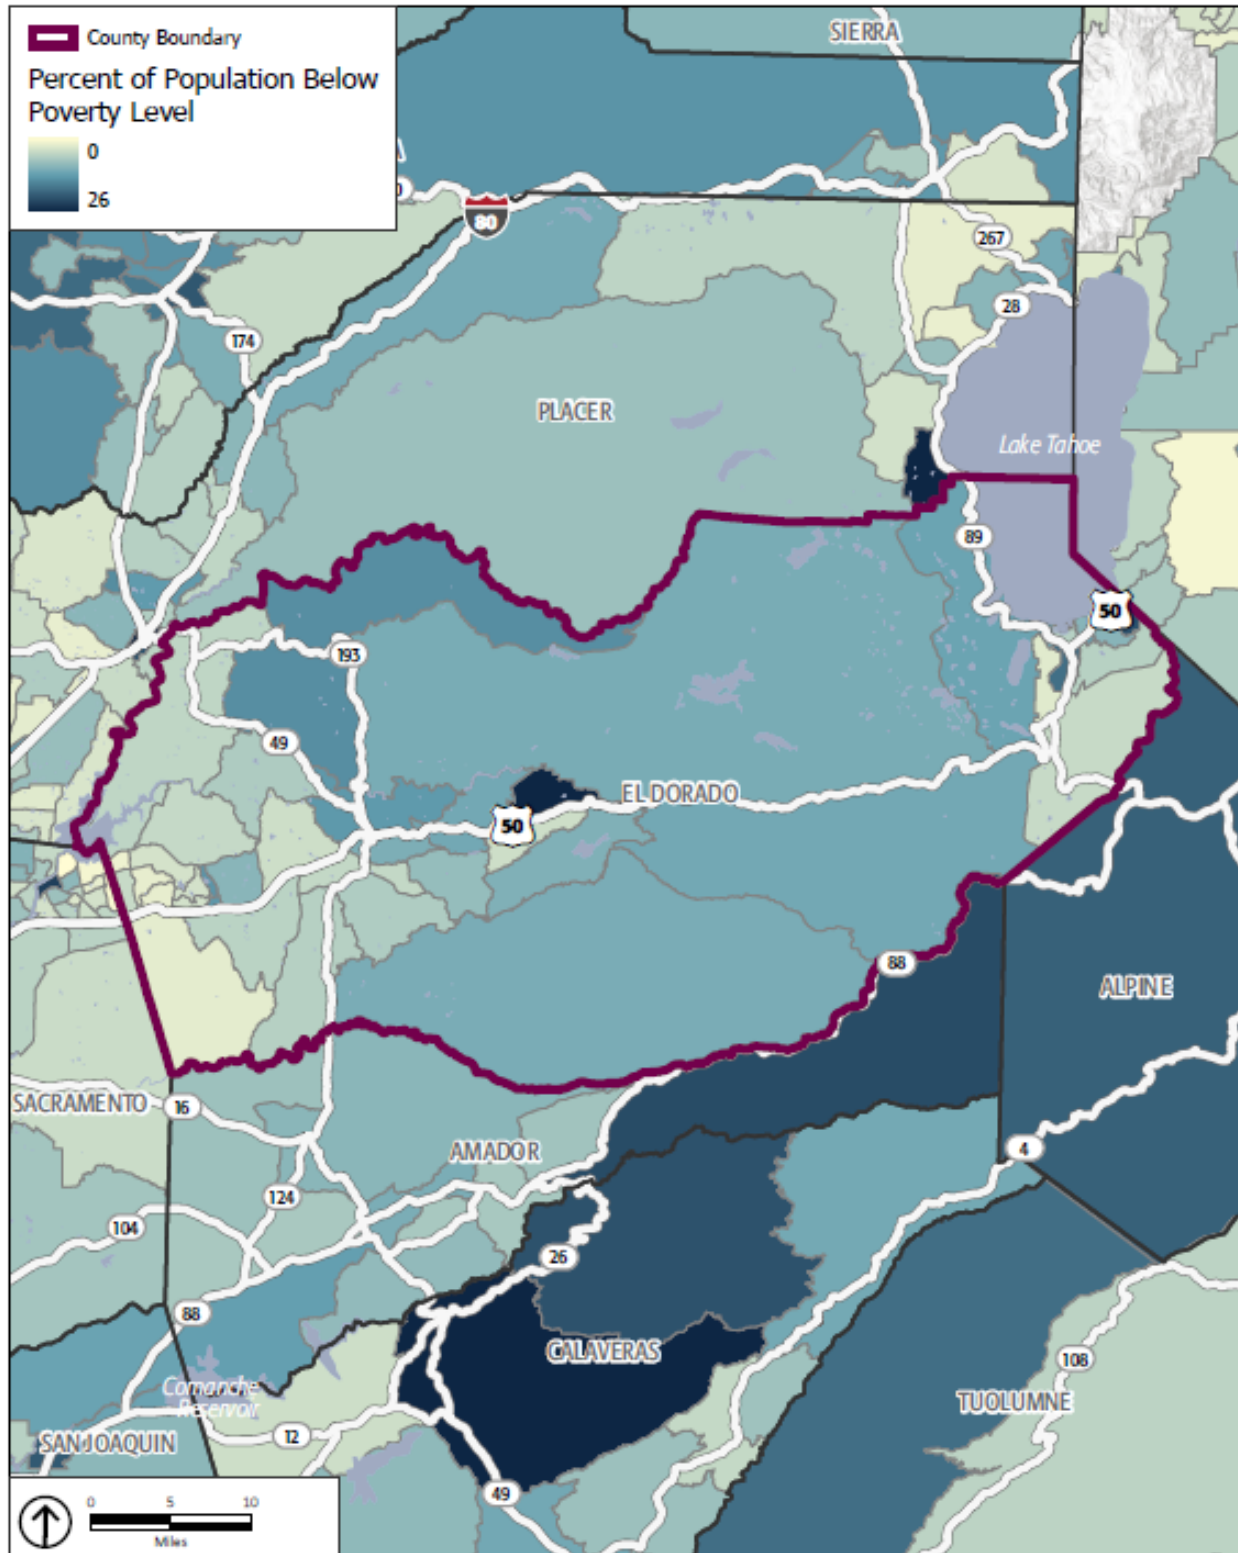 County Boundary
Percent of Population Below
Poverty Level
0
26
SIERRA
80
267
28
174
PLACER
Lake Tahoe
89
50
193
49
EL DORADO
50
88
ALPINE
SACRAMENTO
16
AMADOR
4
124
104
26
88
CALAVERAS
108
Comanche
Reservoir
TUOLUMNE
12
SAN JOAQUIN
49
0 5 10
Miles